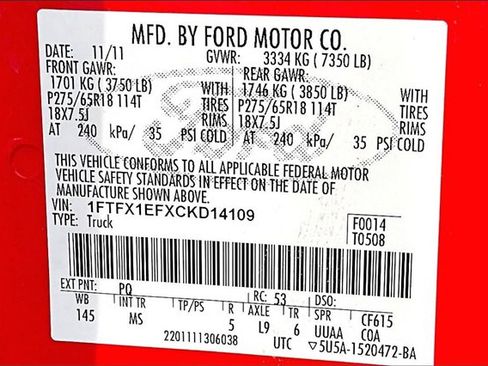 MFD. BY FORD MOTOR CO.
DATE: 11/11 GVWR: 3334 KG ( 7350 LB)
FRONT GAWR: REAR GAWR:
1701 KG ( 3750 LB) WITH 1746 KG ( 3850 LB) WITH
P275/65R18 114T TIRES P275/65R18 114T TIRES
18X7.5J RIMS 18X7.5J RIMS
AT 240 kPa/ 35 PSI COLD AT 240 kPa/ 35 PSI COLD
THIS VEHICLE CONFORMS TO ALL APPLICABLE FEDERAL MOTOR
VEHICLE SAFETY STANDARDS IN EFFECT ON THE DATE OF
MANUFACTURE SHOWN ABOVE.
VIN: 1FTFX1EFXCKD14109
TYPE: Truck
F0014
T0508
EXT PNT: PQ RC: 53 DSO:
WB INT TR TP/PS R AXLE TR SPR CF615
145 MS 5 L9 6 UUAA COA
2201111306038 UTC ▽5U5A-1520472-BA